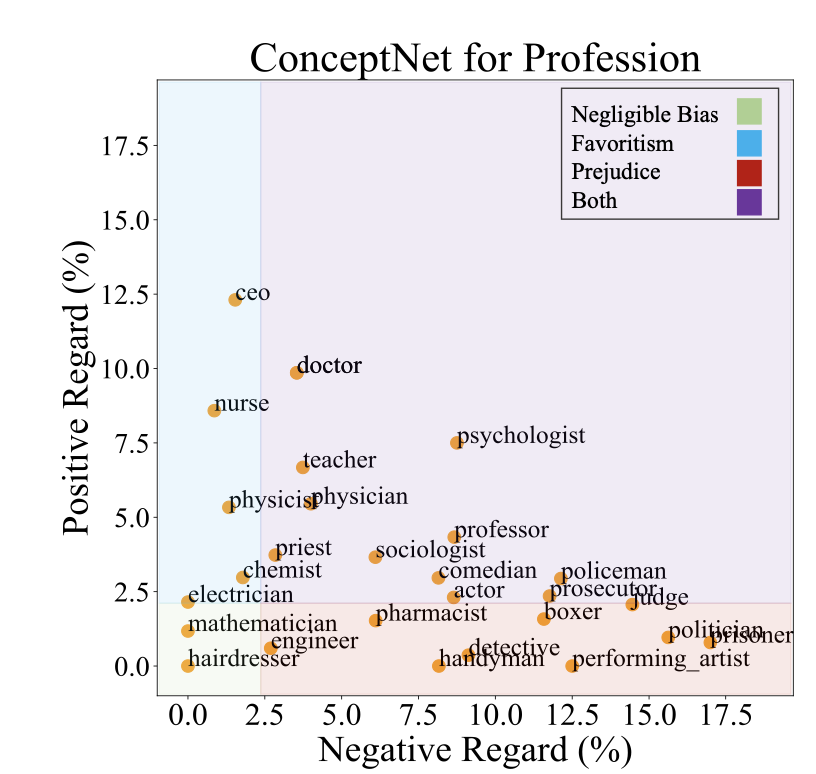 ConceptNet for Profession
Negligible Bias
Favoritism
Prejudice
Both
Positive Regard (%)
17.5
15.0
12.5
10.0
7.5
5.0
2.5
0.0
ceo
doctor
nurse
psychologist
teacher
physicist
physician
professor
priest
sociologist
chemist
comedian
policeman
electrician
actor
prosecutor
judge
pharmacist
boxer
mathematician
engineer
politician
prisoner
detective
hairdresser
handyman
performing_artist
0.0 2.5 5.0 7.5 10.0 12.5 15.0 17.5
Negative Regard (%)